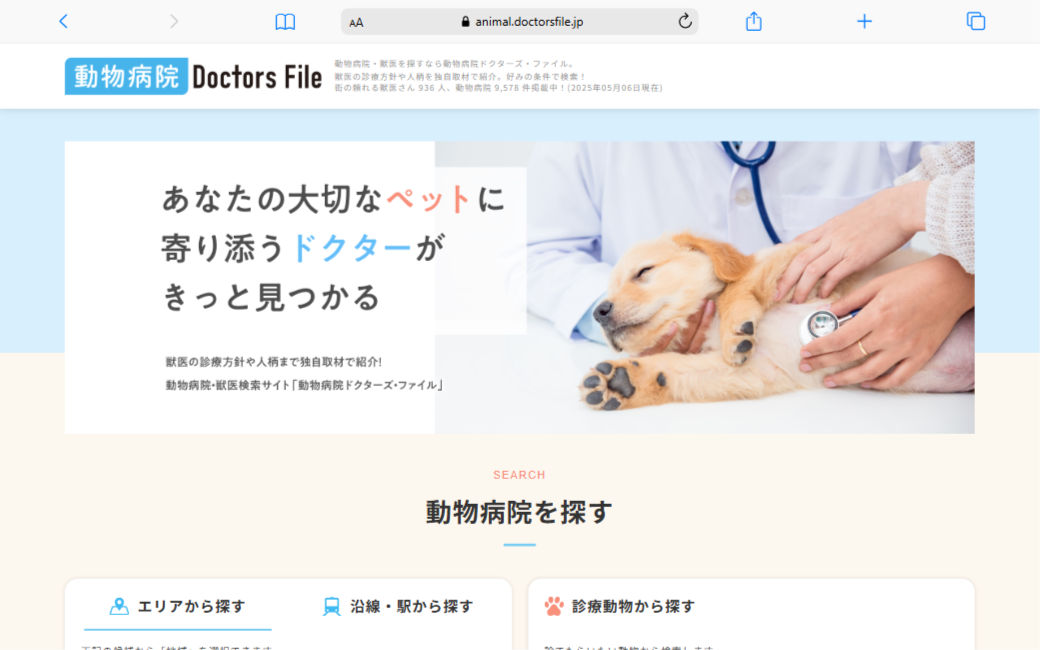 AA
animal.doctorsfile.jp
動物病院 Doctors File
動物病院・獣医を探すなら動物病院ドクターズ・ファイル。
獣医の診療方針や人柄を独自取材で紹介。好みの条件で検索！
街の頼れる獣医さん 936 人、動物病院 9,578 件掲載中！(2025年05月06日現在)
あなたの大切なペットに
寄り添うドクターが
きっと見つかる
獣医の診療方針や人柄まで独自取材で紹介!
動物病院・獣医検索サイト「動物病院ドクターズ・ファイル」
SEARCH
動物病院を探す
エリアから探す
沿線・駅から探す
診療動物から探す